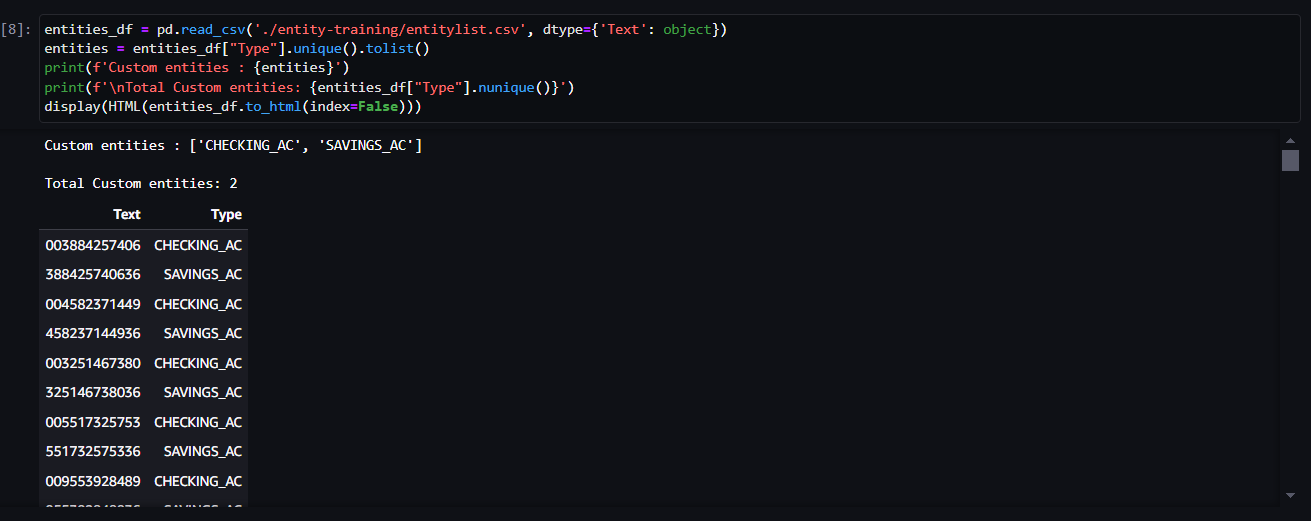 [8]: entities_df = pd.read_csv('./entity-training/entitylist.csv', dtype={'Text': object})
entities = entities_df["Type"].unique().tolist()
print(f'Custom entities : {entities}')
print(f'\nTotal Custom entities: {entities_df["Type"].nunique()}')
display(HTML(entities_df.to_html(index=False)))
Custom entities : ['CHECKING_AC', 'SAVINGS_AC']
Total Custom entities: 2
Text Type
003884257406 CHECKING_AC
388425740636 SAVINGS_AC
004582371449 CHECKING_AC
458237144936 SAVINGS_AC
003251467380 CHECKING_AC
325146738036 SAVINGS_AC
005517325753 CHECKING_AC
551732575336 SAVINGS_AC
009553928489 CHECKING_AC